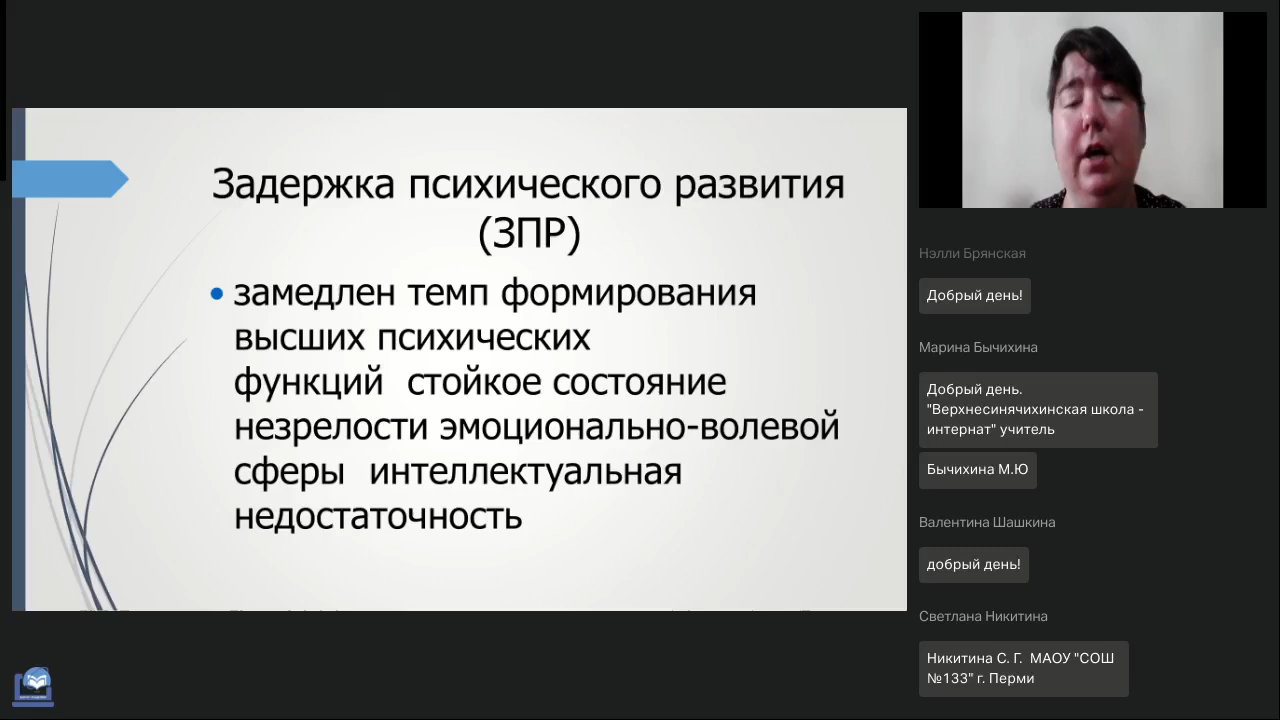 Задержка психического развития
(ЗПР)
• замедлен темп формирования
высших психических
функций  стойкое состояние
незрелости эмоционально-волевой
сферы  интеллектуальная
недостаточность
Нэлли Брянская
Добрый день!
Марина Бычихина
Добрый день.
"Верхнесинячихинская школа -
интернат" учитель
Бычихина М.Ю
Валентина Шашкина
добрый день!
Светлана Никитина
Никитина С. Г.  МАОУ "СОШ
№133" г. Перми